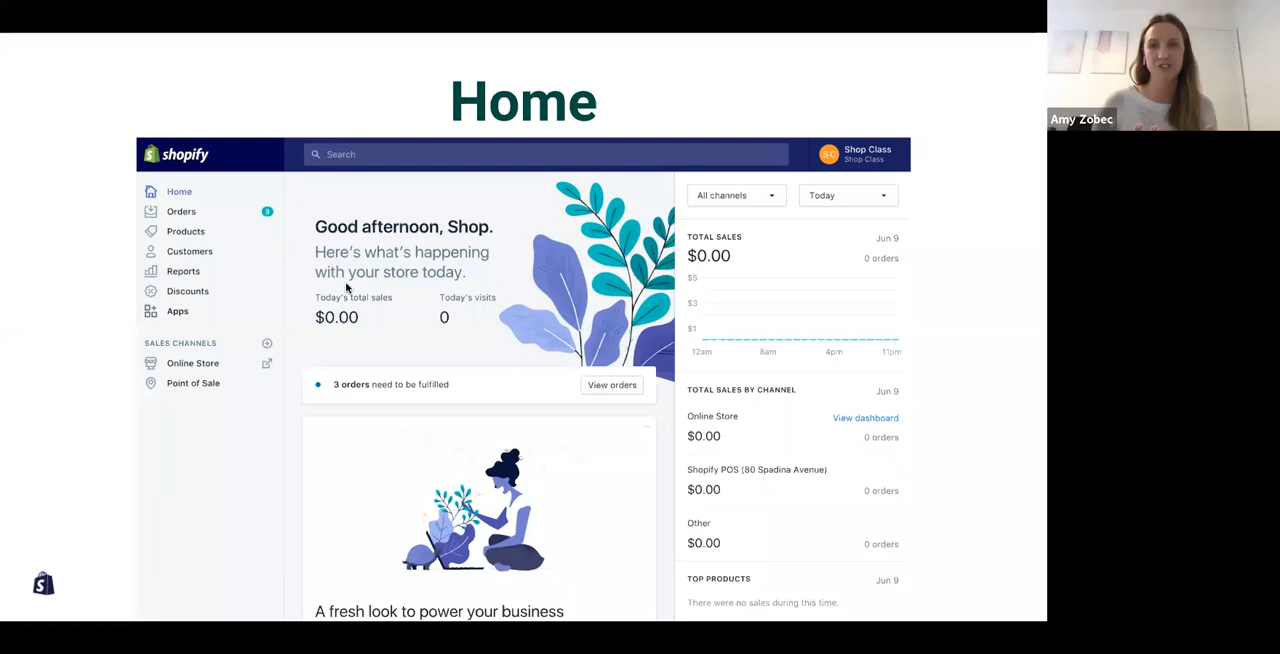 Home
Amy Zobec
shopify
Search
SC
Shop Class
Shop Class
Home
Orders
3
Products
Customers
Reports
Discounts
Apps
SALES CHANNELS
Online Store
Point of Sale
Good afternoon, Shop.
Here's what's happening
with your store today.
Today's total sales
Today's visits
$0.00
0
3 orders need to be fulfilled
View orders
A fresh look to power your business
All channels
Today
TOTAL SALES
Jun 9
$0.00
0 orders
$5
$3
$1
12am
8am
4pm
11pm
TOTAL SALES BY CHANNEL
Jun 9
Online Store
View dashboard
$0.00
0 orders
Shopify POS (80 Spadina Avenue)
$0.00
0 orders
Other
$0.00
0 orders
TOP PRODUCTS
Jun 9
There were no sales during this time.